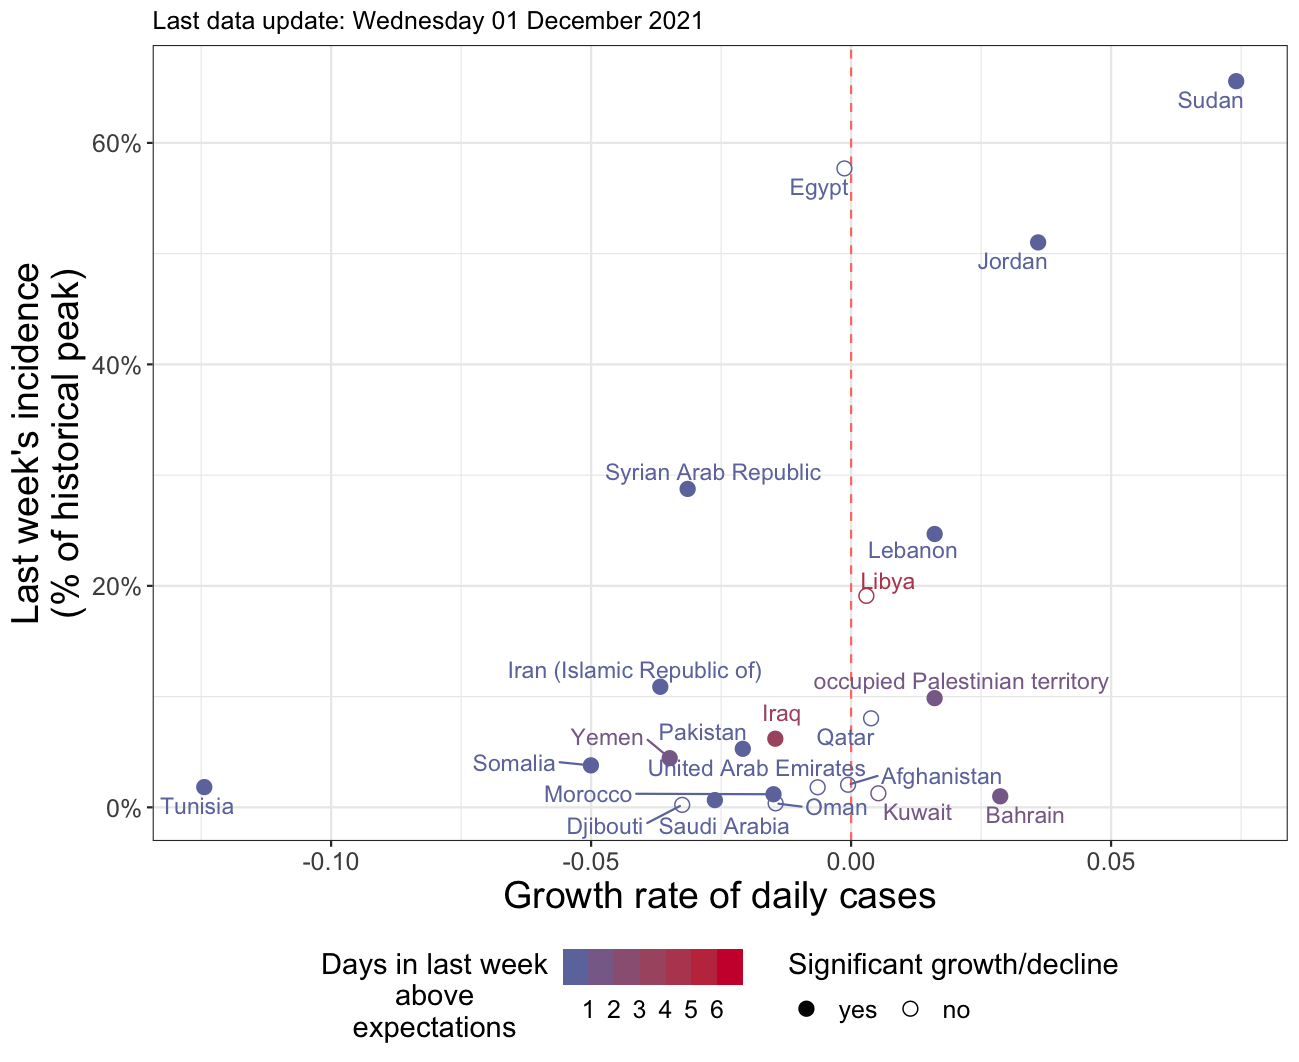 Last data update: Wednesday 01 December 2021
Last week's incidence
(% of historical peak)
60%
40%
20%
0%
Sudan
Egypt
Jordan
Syrian Arab Republic
Lebanon
Libya
Iran (Islamic Republic of)
occupied Palestinian territory
Iraq
Yemen
Pakistan
Qatar
Somalia
United Arab Emirates
Afghanistan
Morocco
Tunisia
Oman
Kuwait
Bahrain
Djibouti
Saudi Arabia
-0.10
-0.05
0.00
0.05
Growth rate of daily cases
Days in last week
above
expectations
1 2 3 4 5 6
Significant growth/decline
yes
no